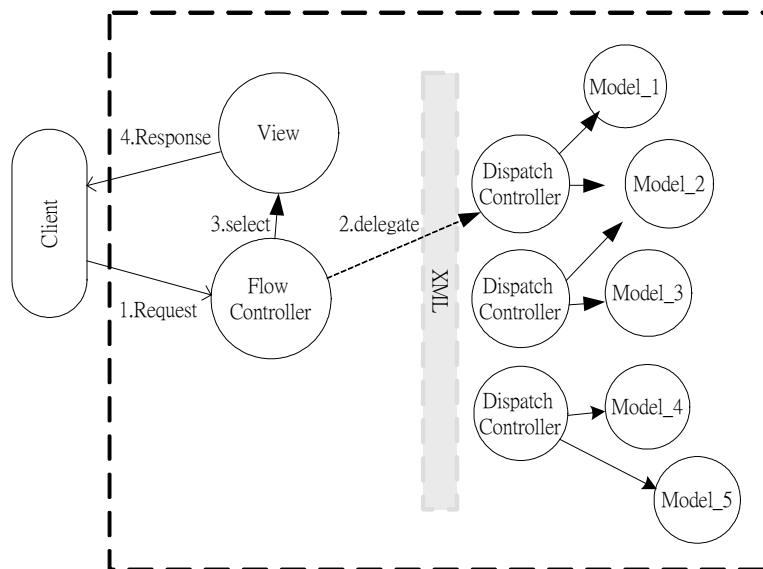 Client
4.Response
View
3.select
2.delegate
1.Request
Flow
Controller
XML
Dispatch
Controller
Dispatch
Controller
Dispatch
Controller
Model_1
Model_2
Model_3
Model_4
Model_5